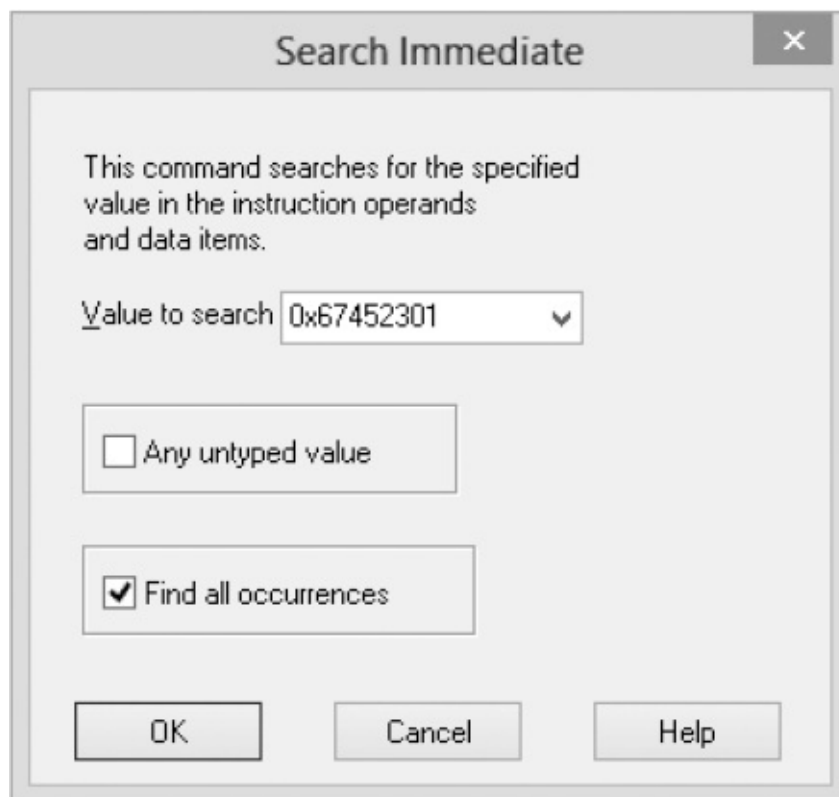 Search Immediate
This command searches for the specified
value in the instruction operands
and data items.
Value to search 0x67452301
Any untyped value
Find all occurrences
OK Cancel Help